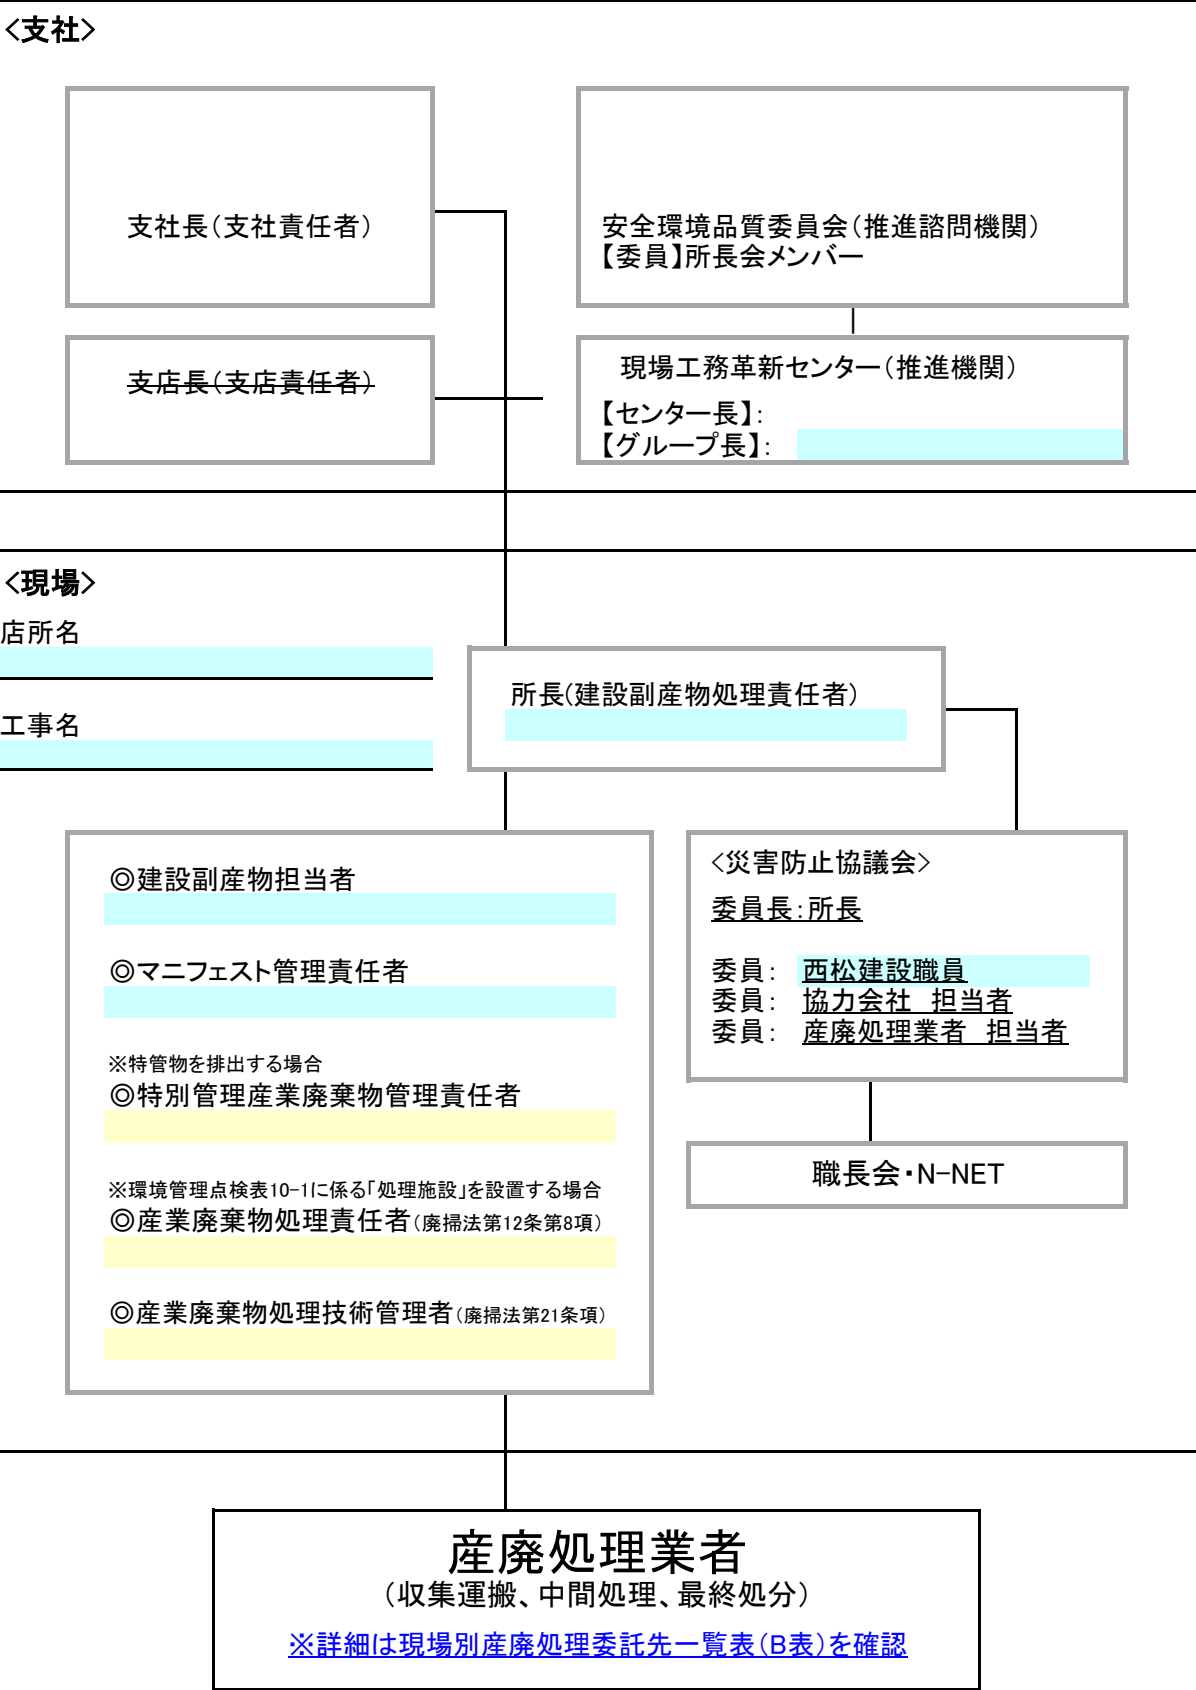 <支社>
支社長（支社責任者）
安全環境品質委員会（推進諮問機関）
【委員】所長会メンバー
支店長（支店責任者）
現場工務革新センター（推進機関）
【センター長】：
【グループ長】：
<現場>
店所名
工事名
所長(建設副産物処理責任者)
◎建設副産物担当者
◎マニフェスト管理責任者
※特管物を排出する場合
◎特別管理産業廃棄物管理責任者
※環境管理点検表10-1に係る「処理施設」を設置する場合
◎産業廃棄物処理責任者（廃掃法第12条第8項）
◎産業廃棄物処理技術管理者（廃掃法第21条項）
<災害防止協議会>
委員長：所長
委員： 西松建設職員
委員： 協力会社　担当者
委員： 産廃処理業者　担当者
職長会・N-NET
産廃処理業者
（収集運搬、中間処理、最終処分）
※詳細は現場別産廃処理委託先一覧表（B表）を確認